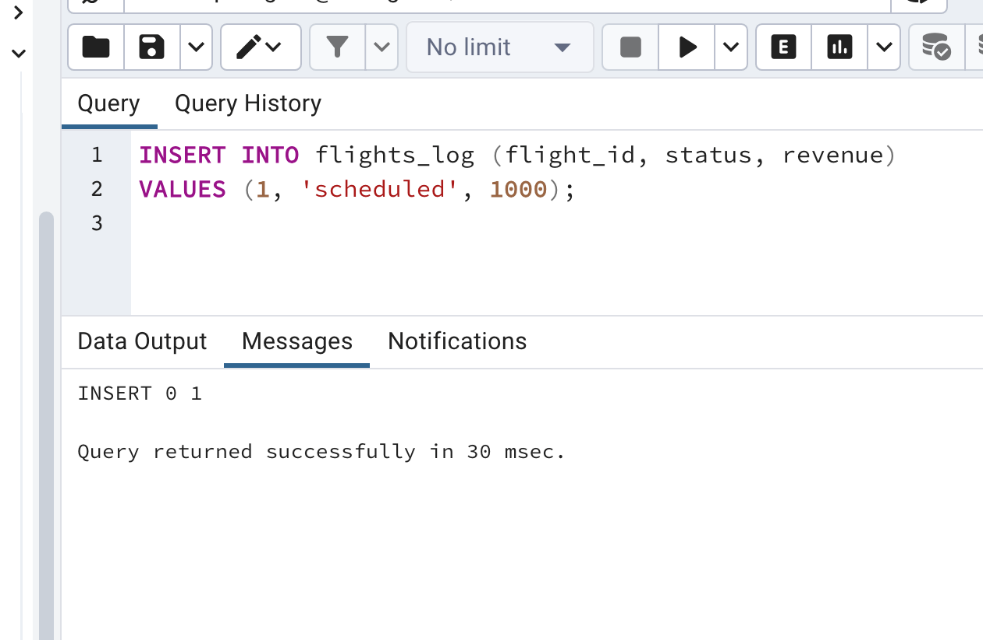 No limit
E
Query Query History
1 INSERT INTO flights_log (flight_id, status, revenue)
2 VALUES (1, 'scheduled', 1000);
3
Data Output Messages Notifications
INSERT 0 1
Query returned successfully in 30 msec.